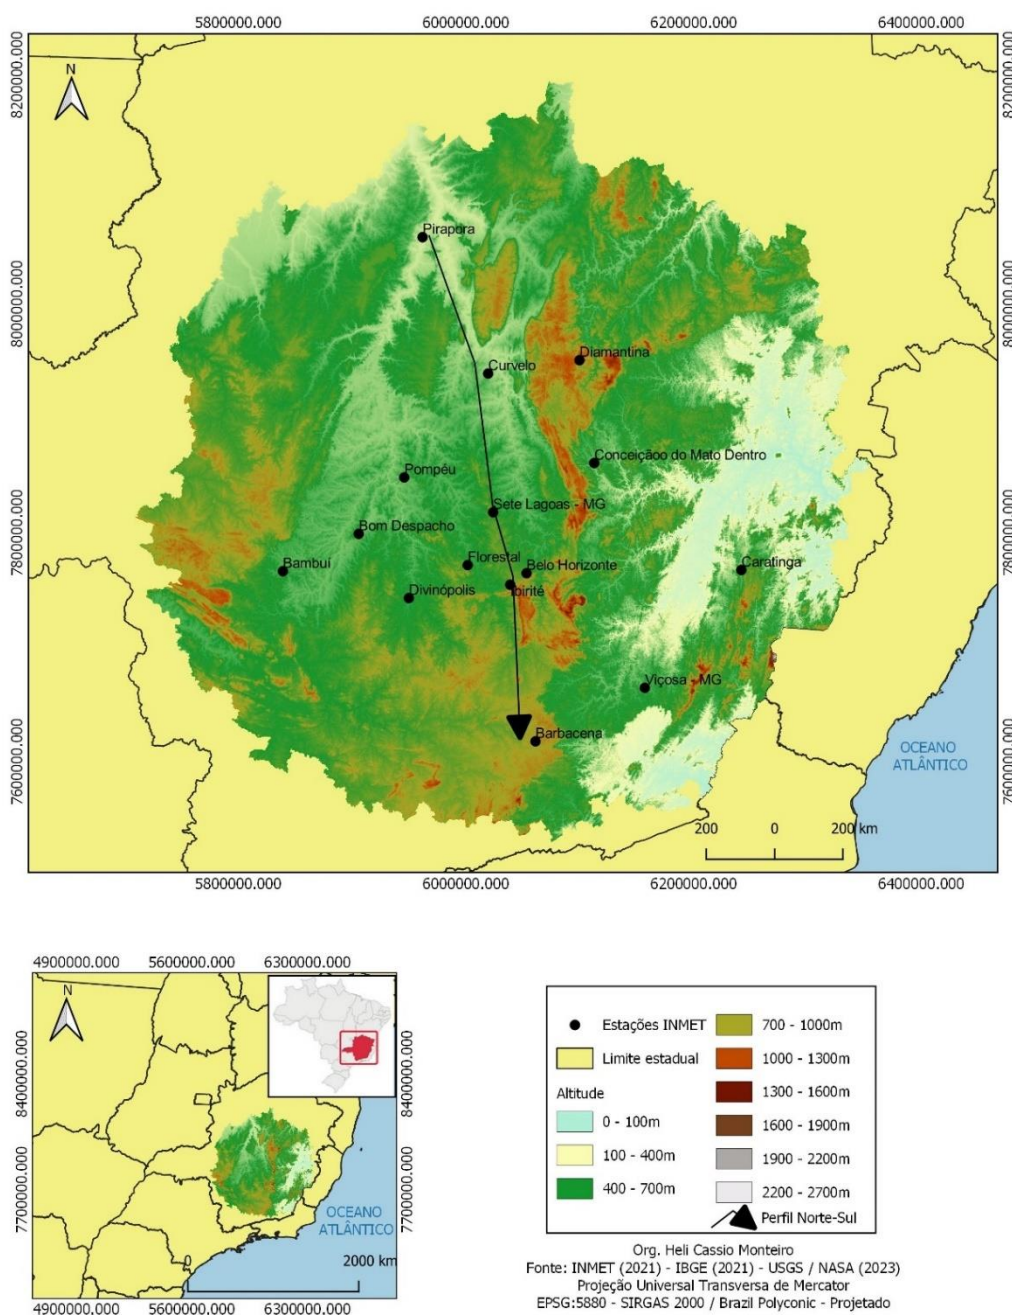 5800000.000 6000000.000 6200000.000 6400000.000
8200000.000
8200000.000
N
Pirapora
8000000.000
8000000.000
Diamantina
Curvelo
Conceiçãoo do Mato Dentro
Pompéu
Sete Lagoas - MG
Bom Despacho
7800000.000
7800000.000
Florestal
Belo Horizonte
Bambuí
Caratinga
Ibirité
Divinópolis
Viçosa - MG
Barbacena
OCEANO
ATLÂNTICO
7600000.000
7600000.000
200 0 200 km
5800000.000 6000000.000 6200000.000 6400000.000
4900000.000 5600000.000 6300000.000
N
8400000.000
8400000.000
7700000.000
7700000.000
OCEANO
ATLÂNTICO
0 2000 km
4900000.000 5600000.000 6300000.000
Estações INMET
Limite estadual
Altitude
0 - 100m
100 - 400m
400 - 700m
700 - 1000m
1000 - 1300m
1300 - 1600m
1600 - 1900m
1900 - 2200m
2200 - 2700m
Perfil Norte-Sul
Org. Heli Cassio Monteiro
Fonte: INMET (2021) - IBGE (2021) - USGS / NASA (2023)
Projeção Universal Transversa de Mercator
EPSG:5880 - SIRGAS 2000 / Brazil Polyconic - Projetado